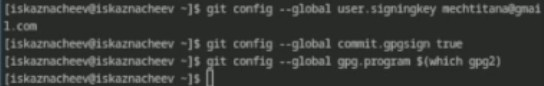 [iskaznacheev@iskaznacheev ~]$ git config --global user.signingkey mechtitana@gmai
l.com
[iskaznacheev@iskaznacheev ~]$ git config --global commit.gpgsign true
[iskaznacheev@iskaznacheev ~]$ git config --global gpg.program $(which gpg2)
[iskaznacheev@iskaznacheev ~]$